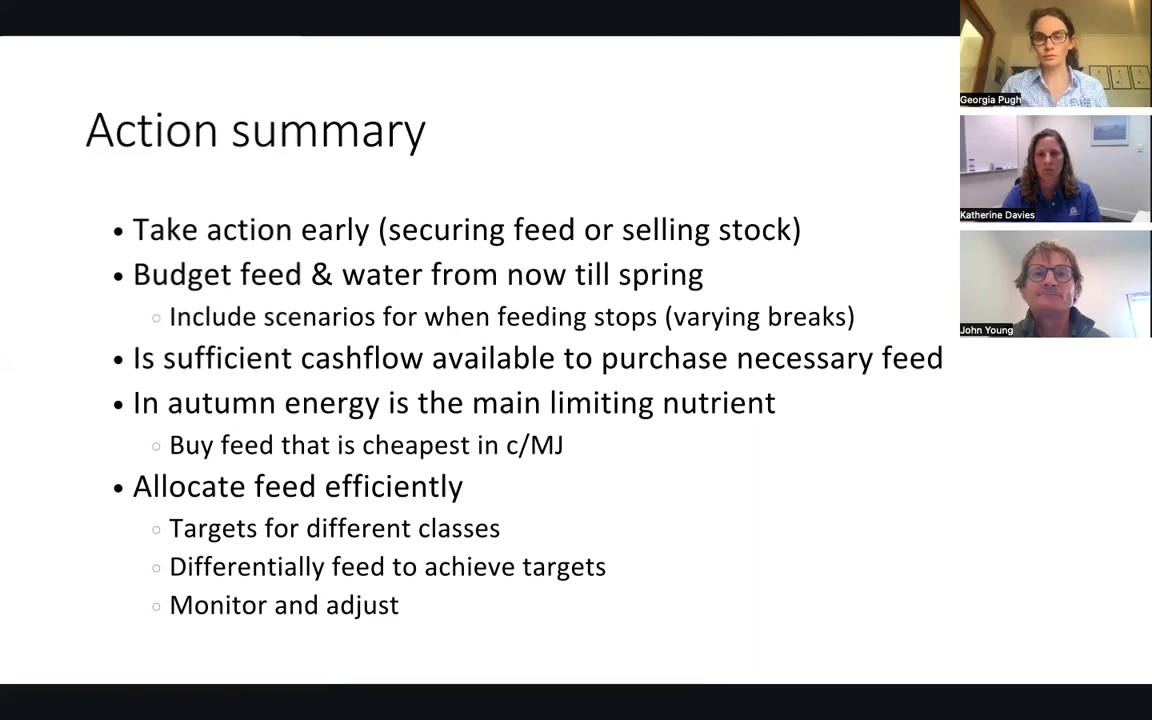 Action summary
• Take action early (securing feed or selling stock)
• Budget feed & water from now till spring
○ Include scenarios for when feeding stops (varying breaks)
• Is sufficient cashflow available to purchase necessary feed
• In autumn energy is the main limiting nutrient
○ Buy feed that is cheapest in c/MJ
• Allocate feed efficiently
○ Targets for different classes
○ Differentially feed to achieve targets
○ Monitor and adjust
Georgia Pugh
Katherine Davies
John Young